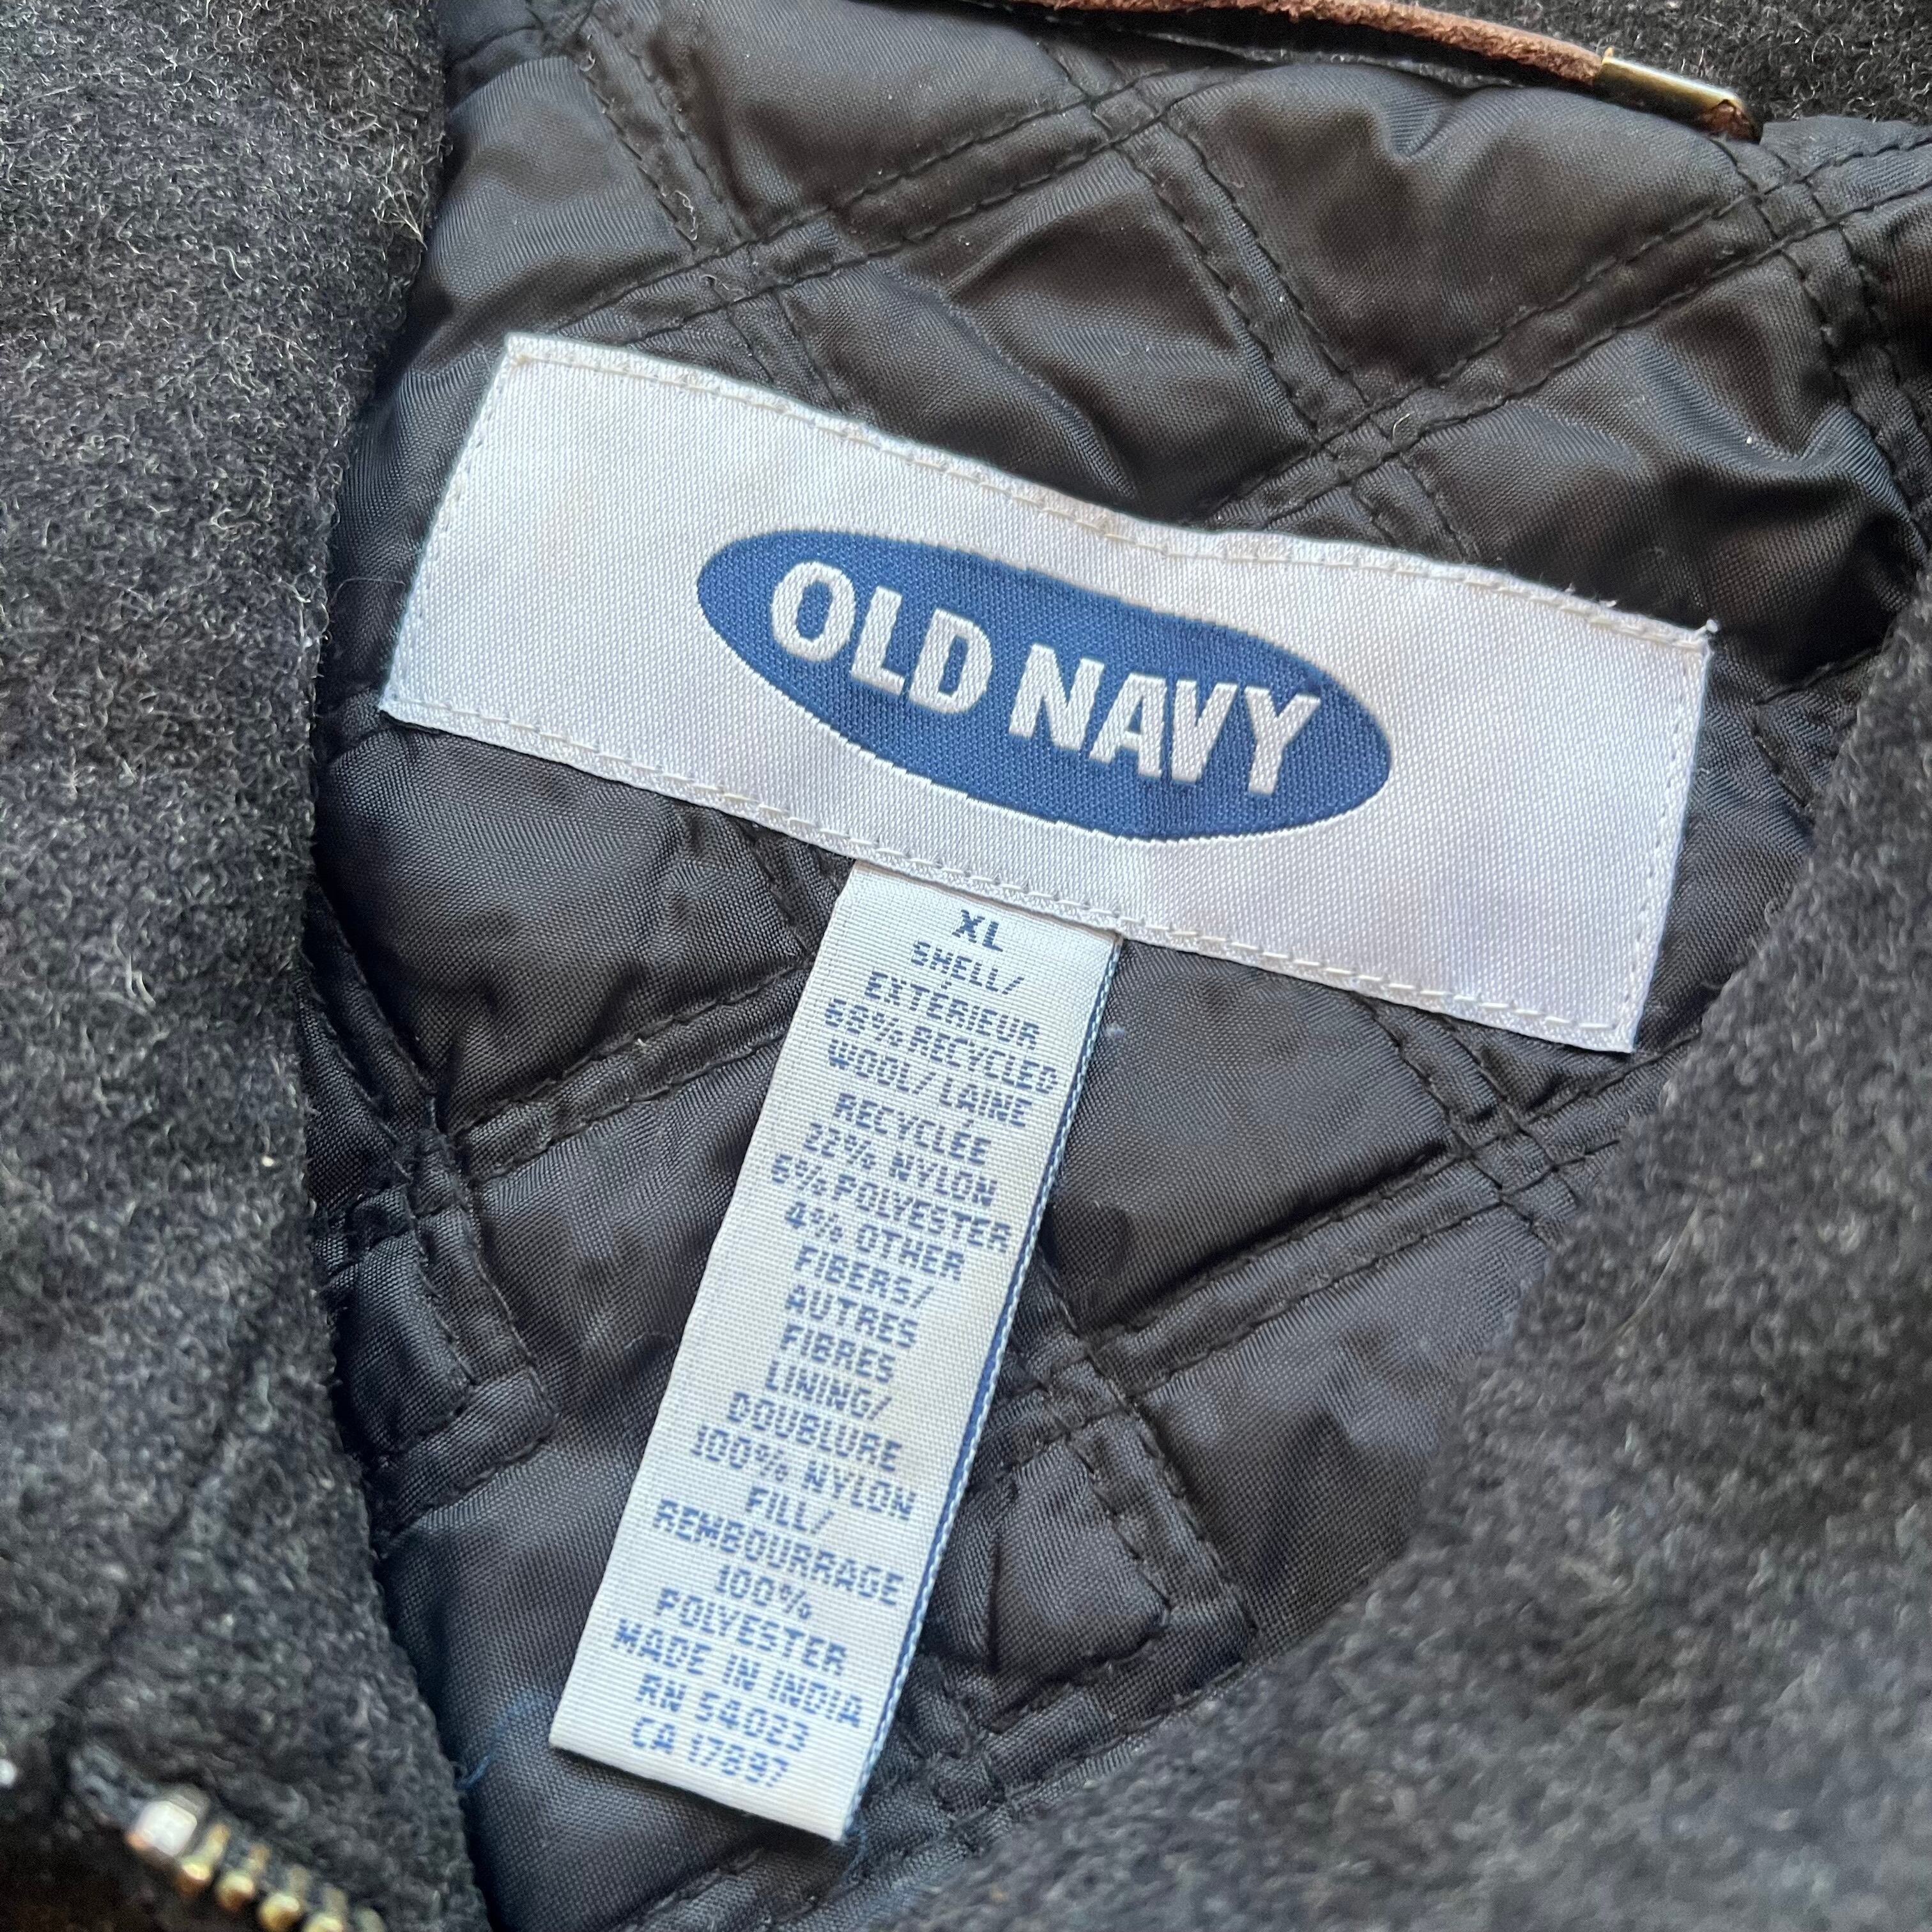 OLD NAVY
XL
SHELL/
EXTÉRIEUR
68% RECYCLED
WOOL/ LAINE
RECYCLÉE
22% NYLON
6% POLYESTER
4% OTHER
FIBERS/
AUTRES
FIBRES
LINING/
DOUBLURE
100% NYLON
FILL/
REMBOURRAGE
100%
POLYESTER
MADE IN INDIA
RN 54023
CA 17897